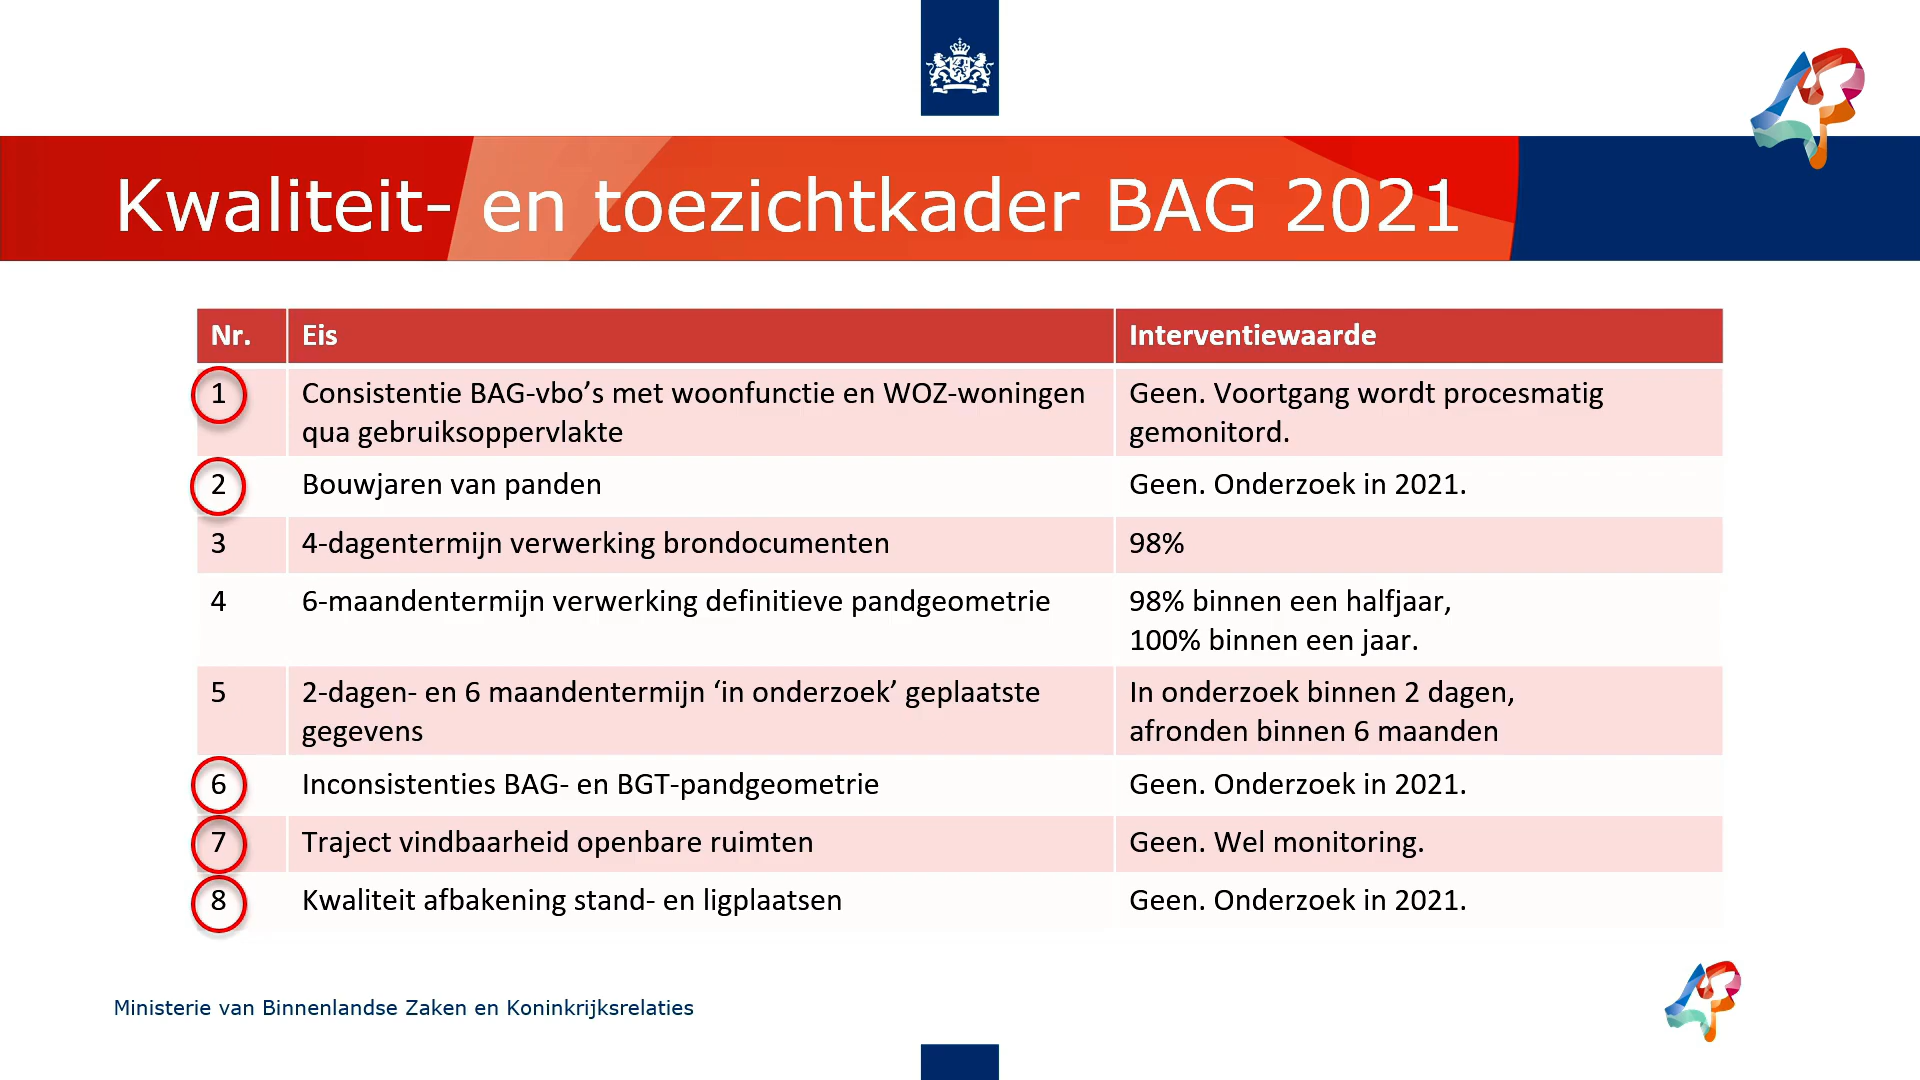 Kwaliteit- en toezichtkader BAG 2021
Nr. Eis Interventiewaarde
1 Consistentie BAG-vbo’s met woonfunctie en WOZ-woningen Geen. Voortgang wordt procesmatig
qua gebruiksoppervlakte gemonitord.
2 Bouwjaren van panden Geen. Onderzoek in 2021.
3 4-dagentermijn verwerking brondocumenten 98%
4 6-maandentermijn verwerking definitieve pandgeometrie 98% binnen een halfjaar,
100% binnen een jaar.
5 2-dagen- en 6 maandentermijn ‘in onderzoek’ geplaatste In onderzoek binnen 2 dagen,
gegevens afronden binnen 6 maanden
6 Inconsistenties BAG- en BGT-pandgeometrie Geen. Onderzoek in 2021.
7 Traject vindbaarheid openbare ruimten Geen. Wel monitoring.
8 Kwaliteit afbakening stand- en ligplaatsen Geen. Onderzoek in 2021.
Ministerie van Binnenlandse Zaken en Koninkrijksrelaties